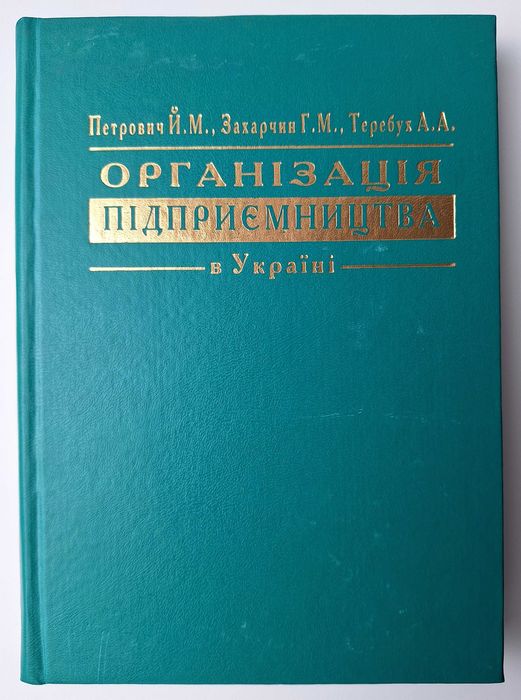 Петрович Й.М., Захарчин Г.М., Теребух А.А.
ОРГАНІЗАЦІЯ
ПІДПРИЄМНИЦТВА
в Україні